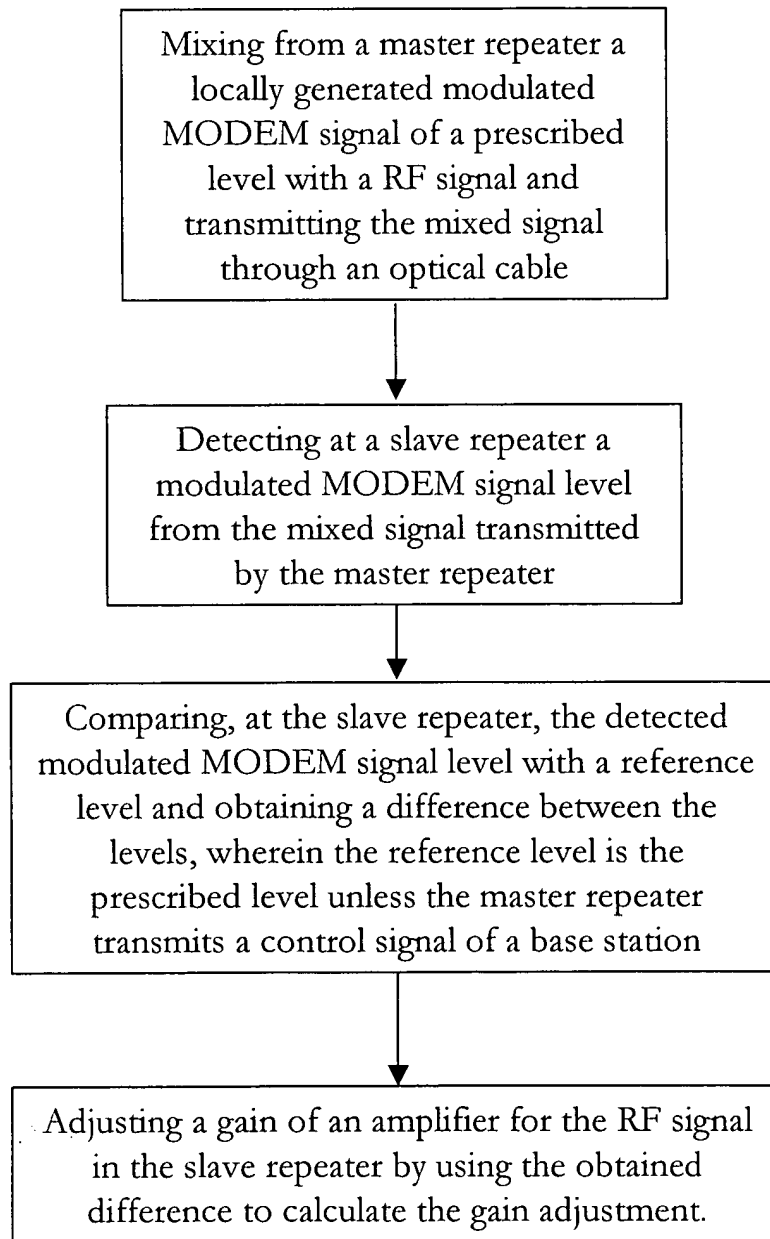 Mixing from a master repeater a
locally generated modulated
MODEM signal of a prescribed
level with a RF signal and
transmitting the mixed signal
through an optical cable
Detecting at a slave repeater a
modulated MODEM signal level
from the mixed signal transmitted
by the master repeater
Comparing, at the slave repeater, the detected
modulated MODEM signal level with a reference
level and obtaining a difference between the
levels, wherein the reference level is the
prescribed level unless the master repeater
transmits a control signal of a base station
Adjusting a gain of an amplifier for the RF signal
in the slave repeater by using the obtained
difference to calculate the gain adjustment.